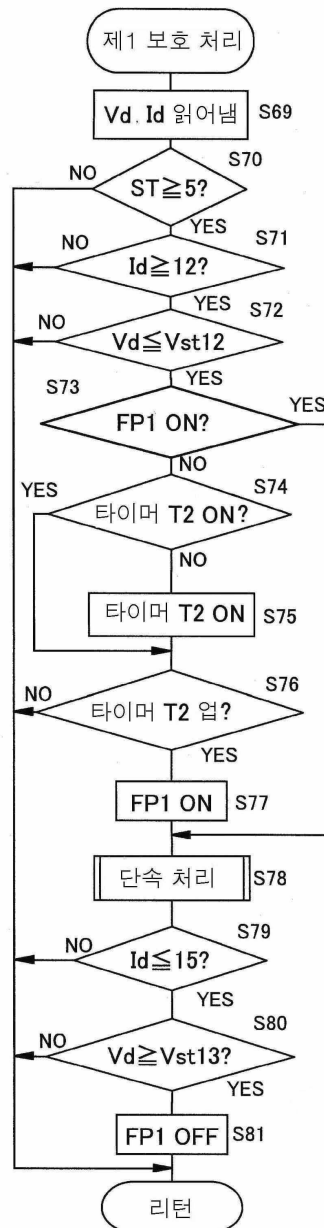 제1 보호 처리
Vd. Id 읽어냄 S69
S70
NO
ST≧5?
YES
S71
NO
Id≧12?
YES
S72
NO
Vd≦Vst12
S73
YES
FP1 ON?
YES
NO
S74
YES
타이머 T2 ON?
NO
타이머 T2 ON S75
S76
NO
타이머 T2 업?
YES
FP1 ON S77
단속 처리 S78
S79
NO
Id≦15?
YES
S80
NO
Vd≧Vst13?
YES
FP1 OFF S81
리턴